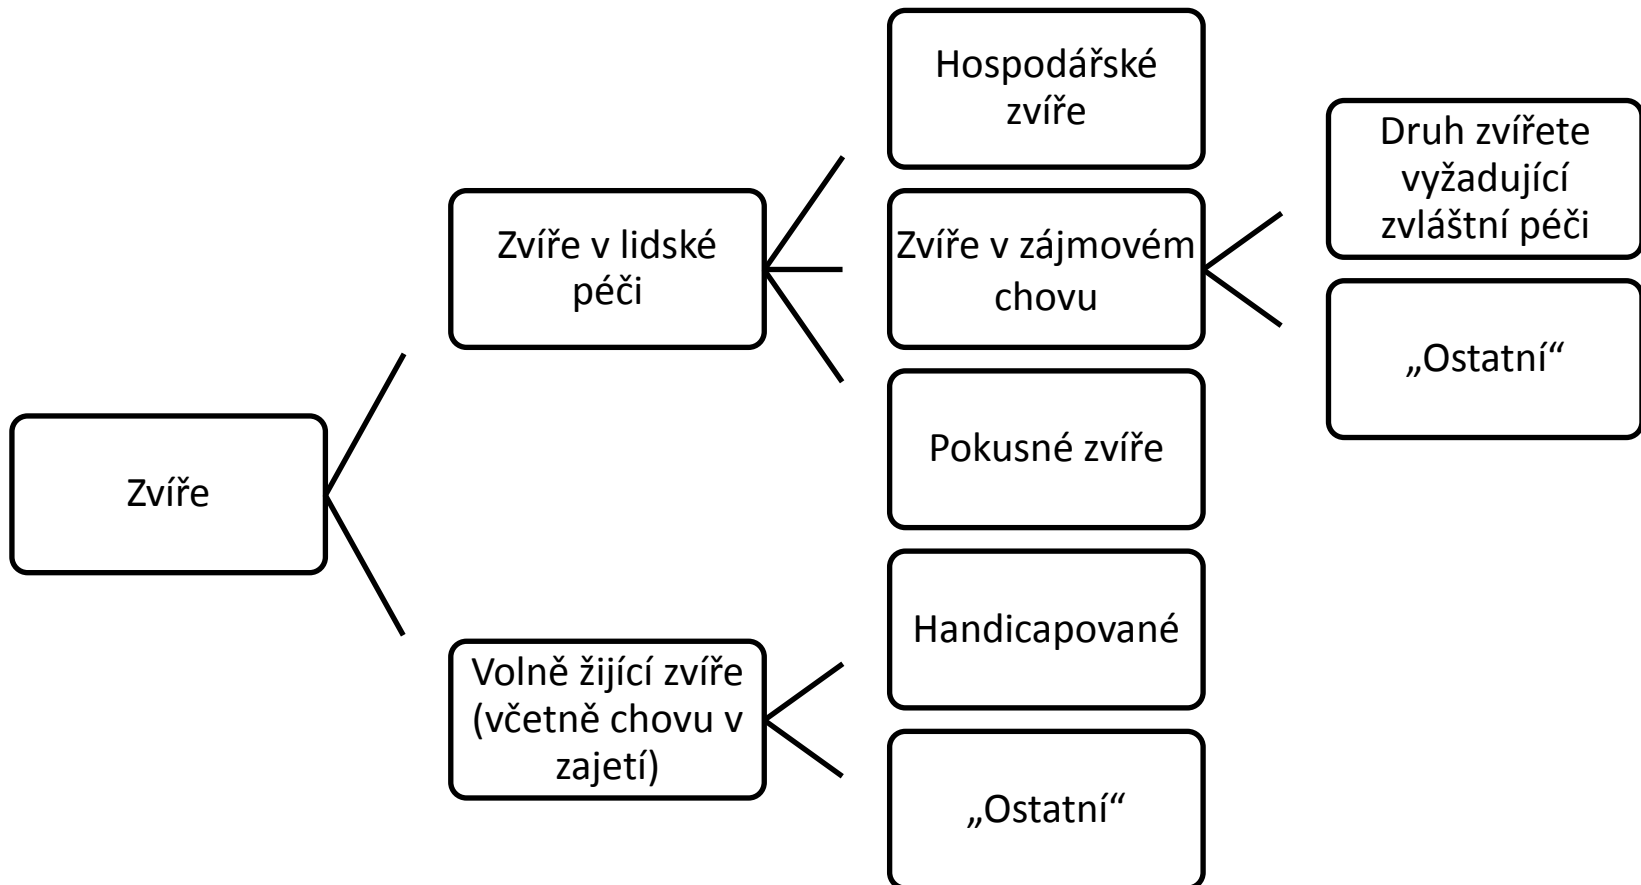 Zvíře
Zvíře v lidské
péči
Hospodářské
zvíře
Zvíře v zájmovém
chovu
Druh zvířete
vyžadující
zvláštní péči
„Ostatní“
Pokusné zvíře
Volně žijící zvíře
(včetně chovu v
zajetí)
Handicapované
„Ostatní“